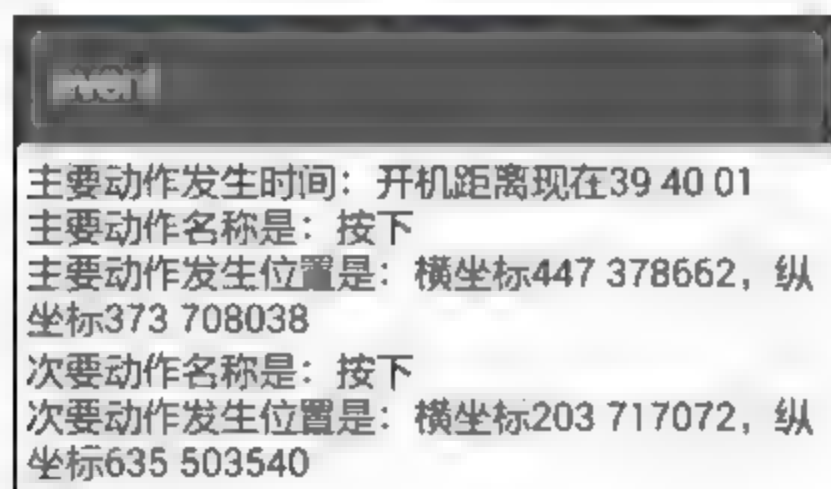 主要动作发生时间：开机距离现在39 40 01
主要动作名称是：按下
主要动作发生位置是：横坐标447 378662，纵
坐标373 708038
次要动作名称是：按下
次要动作发生位置是：横坐标203 717072，纵
坐标635 503540